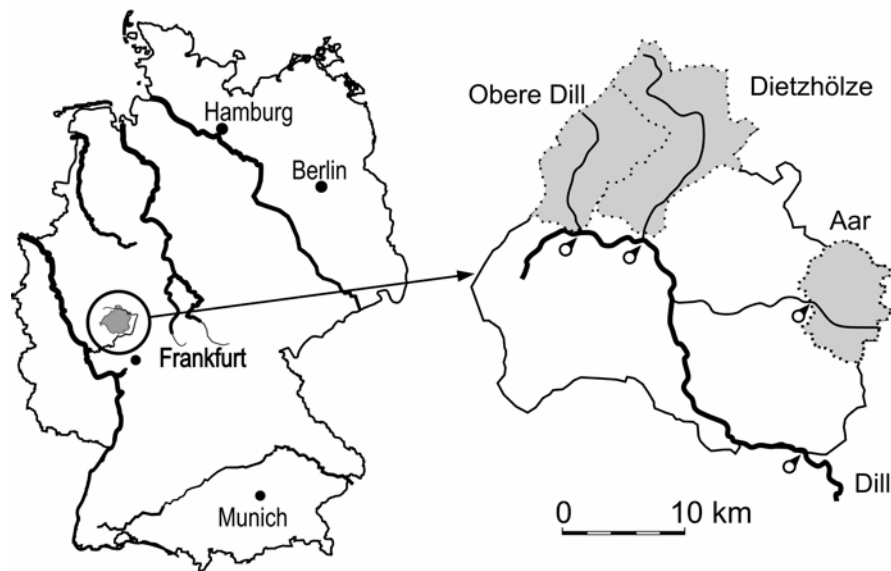 Hamburg
Berlin
Frankfurt
Munich
Obere Dill
Dietzhölze
Aar
Dill
0 10 km